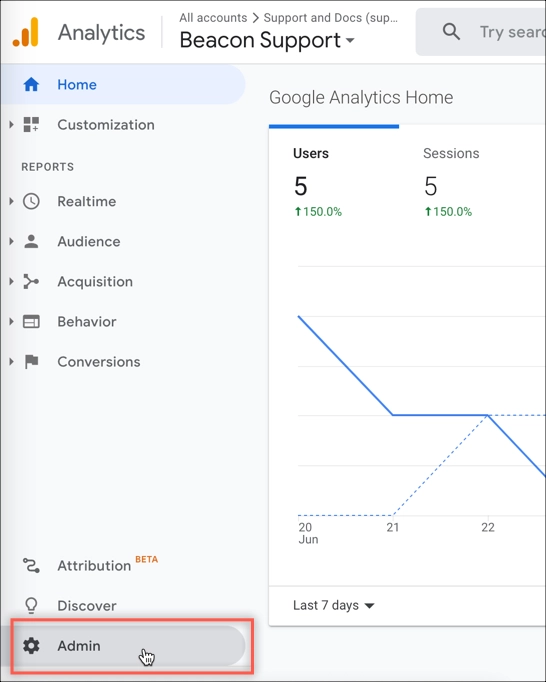 Analytics
All accounts > Support and Docs (sup...
Beacon Support
Try searc
Home
Customization
REPORTS
Realtime
Audience
Acquisition
Behavior
Conversions
Attribution BETA
Discover
Admin
Google Analytics Home
Users
5
150.0%
Sessions
5
150.0%
20
Jun
21
22
Last 7 days